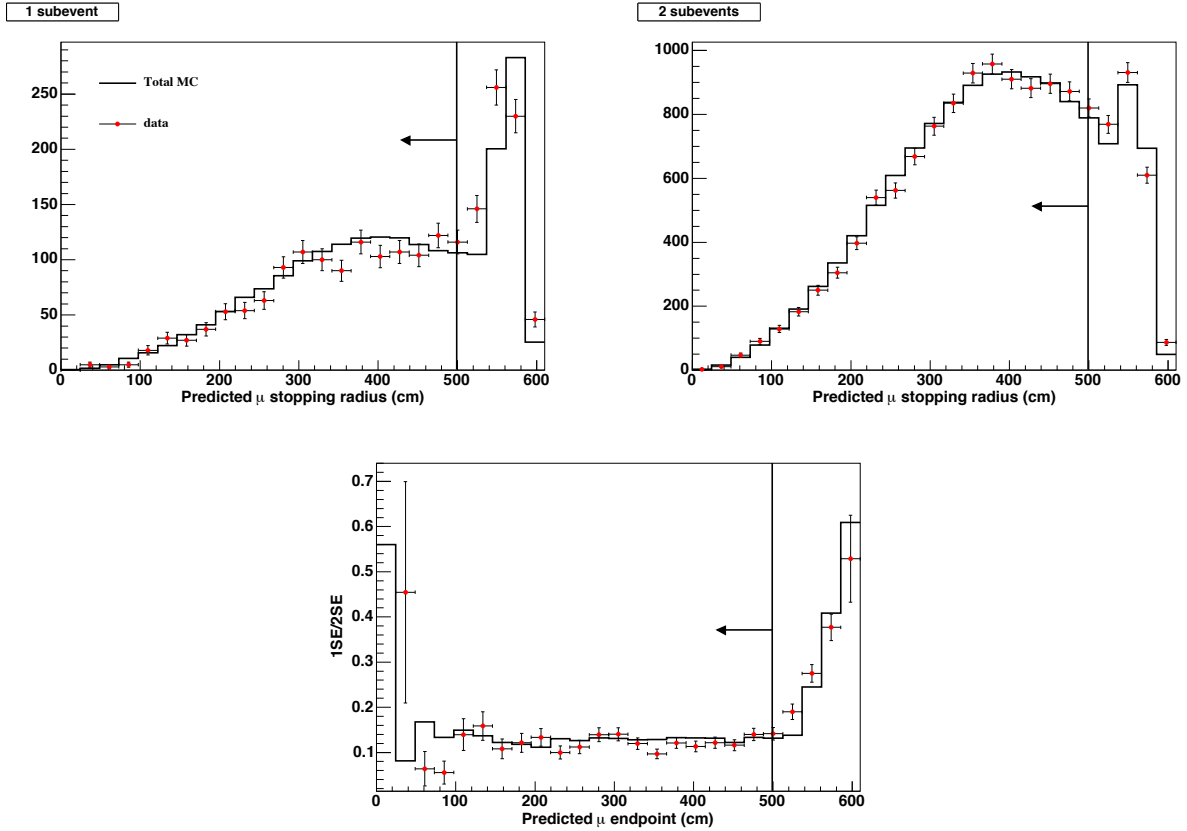 1 subevent
250
200
150
100
50
0
Total MC
data
0 100 200 300 400 500 600
Predicted μ stopping radius (cm)
2 subevents
1000
800
600
400
200
0
0 100 200 300 400 500 600
Predicted μ stopping radius (cm)
1SE/2SE
0.7
0.6
0.5
0.4
0.3
0.2
0.1
0 100 200 300 400 500 600
Predicted μ endpoint (cm)